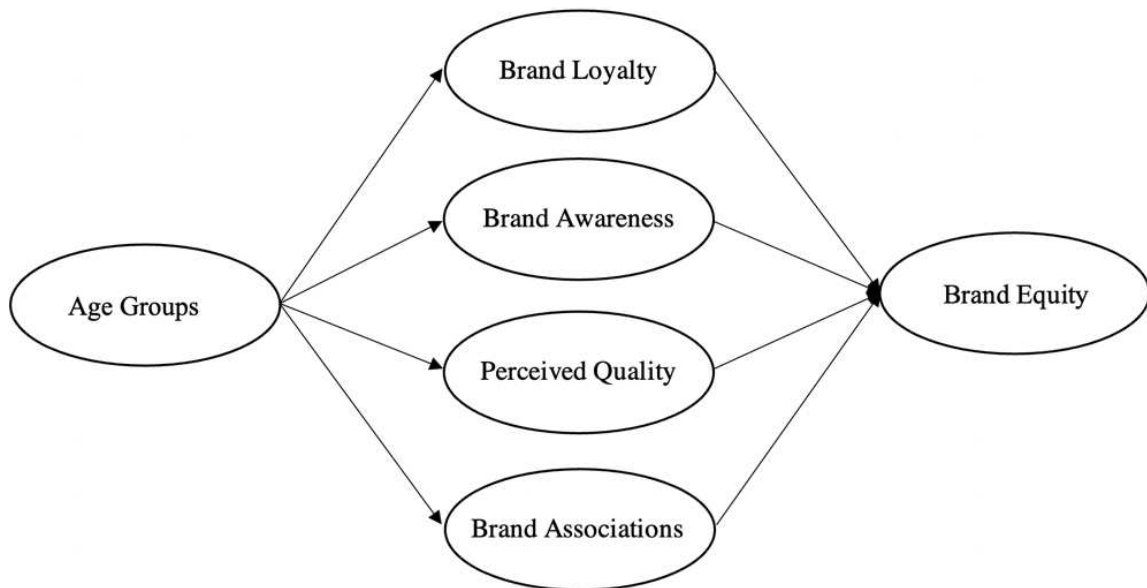 Brand Loyalty
Brand Awareness
Age Groups
Brand Equity
Perceived Quality
Brand Associations